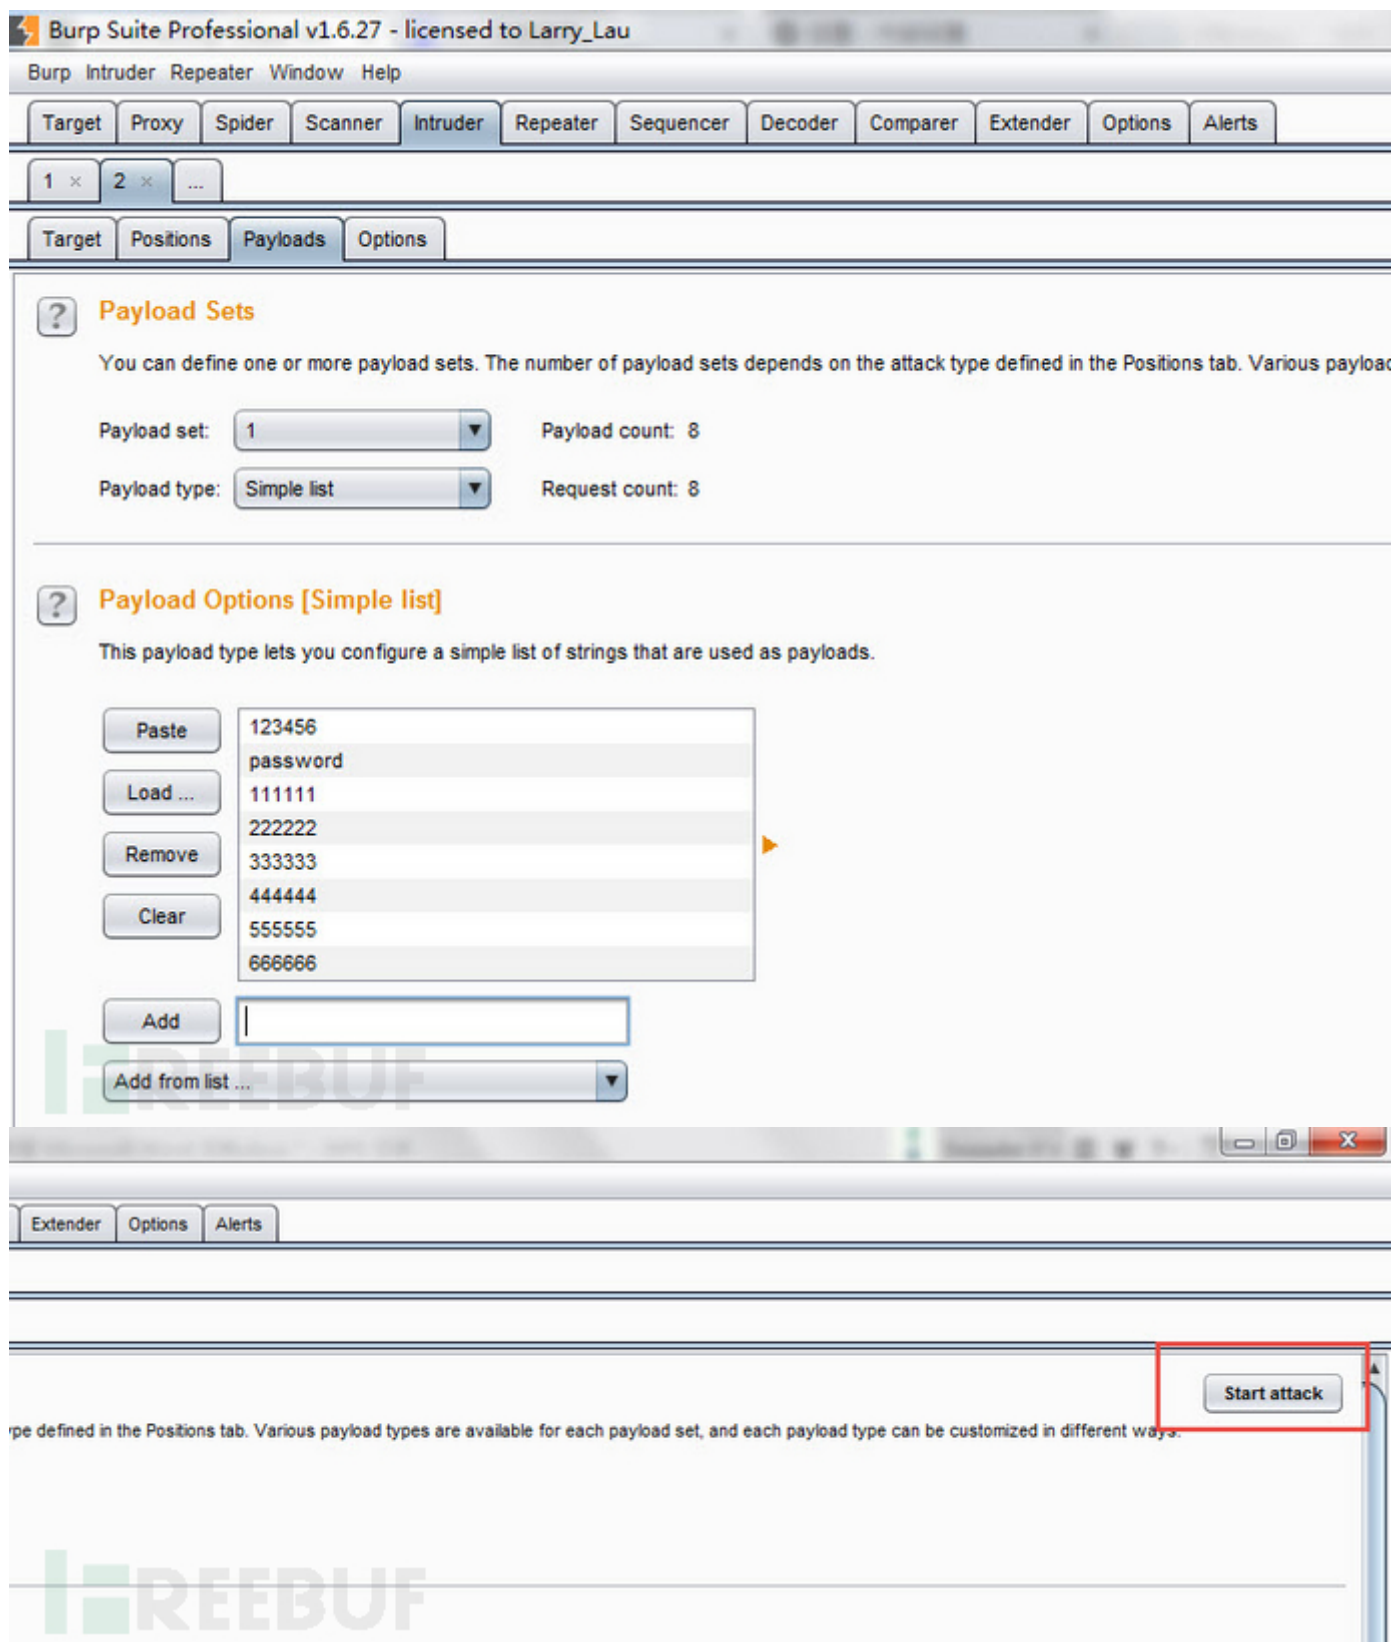 Burp Suite Professional v1.6.27 - licensed to Larry_Lau
Burp Intruder Repeater Window Help
Target Proxy Spider Scanner Intruder Repeater Sequencer Decoder Comparer Extender Options Alerts
1 × 2 × ...
Target Positions Payloads Options
? Payload Sets
You can define one or more payload sets. The number of payload sets depends on the attack type defined in the Positions tab. Various payload
Payload set: 1 Payload count: 8
Payload type: Simple list Request count: 8
? Payload Options [Simple list]
This payload type lets you configure a simple list of strings that are used as payloads.
Paste
Load ...
Remove
Clear
123456
password
111111
222222
333333
444444
555555
666666
Add
Add from list ...
REEBUF
Extender Options Alerts
Start attack
pe defined in the Positions tab. Various payload types are available for each payload set, and each payload type can be customized in different ways.
REEBUF